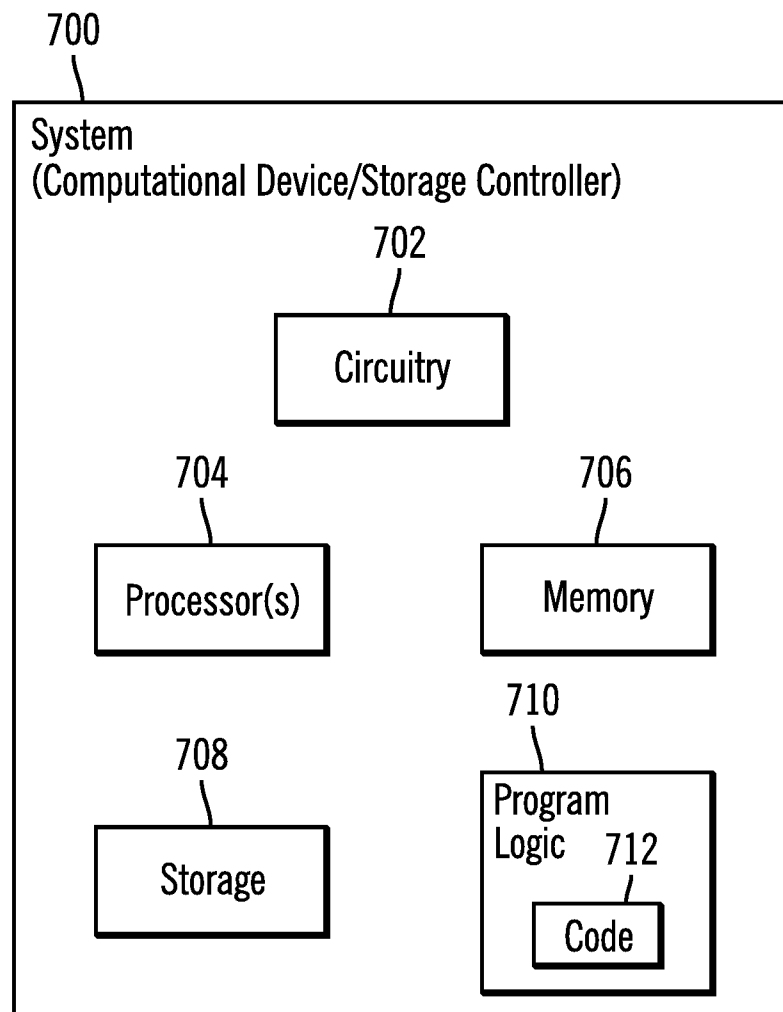 700
System
(Computational Device/Storage Controller)
702
Circuitry
704
706
Processor(s)
Memory
710
708
Program
Logic
712
Storage
Code